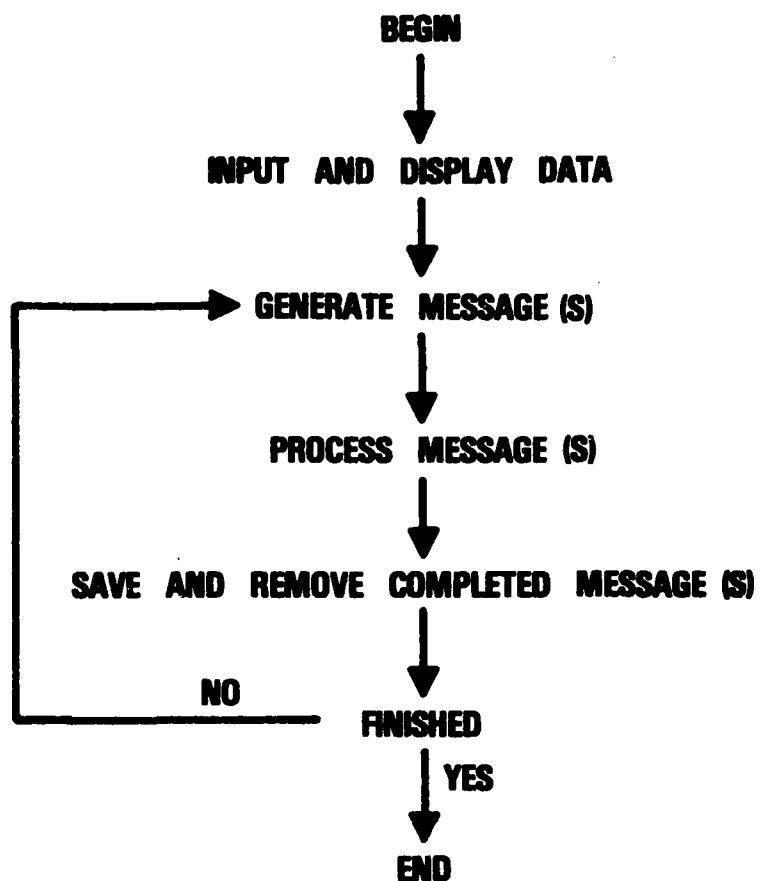 BEGIN
INPUT AND DISPLAY DATA
GENERATE MESSAGE (S)
PROCESS MESSAGE (S)
SAVE AND REMOVE COMPLETED MESSAGE (S)
NO
FINISHED
YES
END